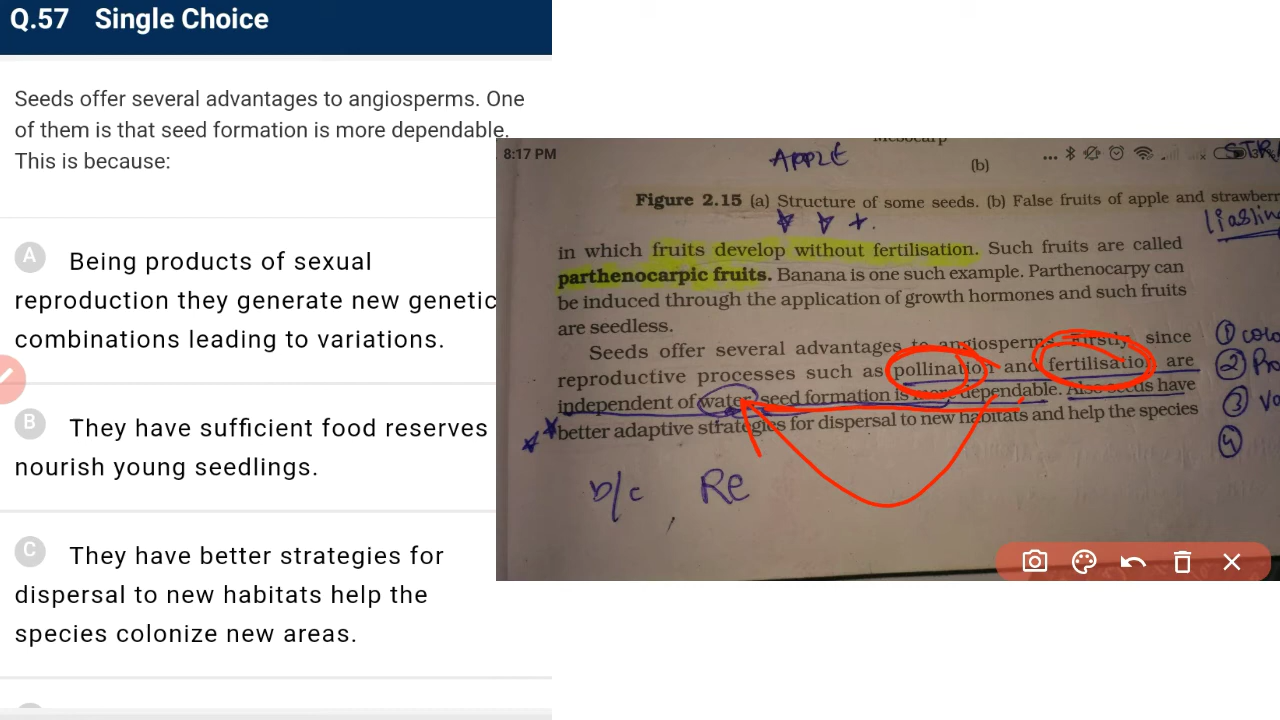 Q.57 Single Choice
Seeds offer several advantages to angiosperms. One
of them is that seed formation is more dependable.
This is because:
A Being products of sexual
reproduction they generate new genetic
combinations leading to variations.
B They have sufficient food reserves
nourish young seedlings.
C They have better strategies for
dispersal to new habitats help the
species colonize new areas.
8:17 PM
APPLE
(b)
Figure 2.15 (a) Structure of some seeds. (b) False fruits of apple and strawberr
in which fruits develop without fertilisation. Such fruits are called
parthenocarpic fruits. Banana is one such example. Parthenocarpy can
be induced through the application of growth hormones and such fruits
are seedless.
Seeds offer several advantages to angiosperms. Firstly, since
reproductive processes such as pollination and fertilisation are
independent of water, seed formation is more dependable. Also seeds have
better adaptive strategies for dispersal to new habitats and help the species
b/c , Re
①
② Pro
③
④